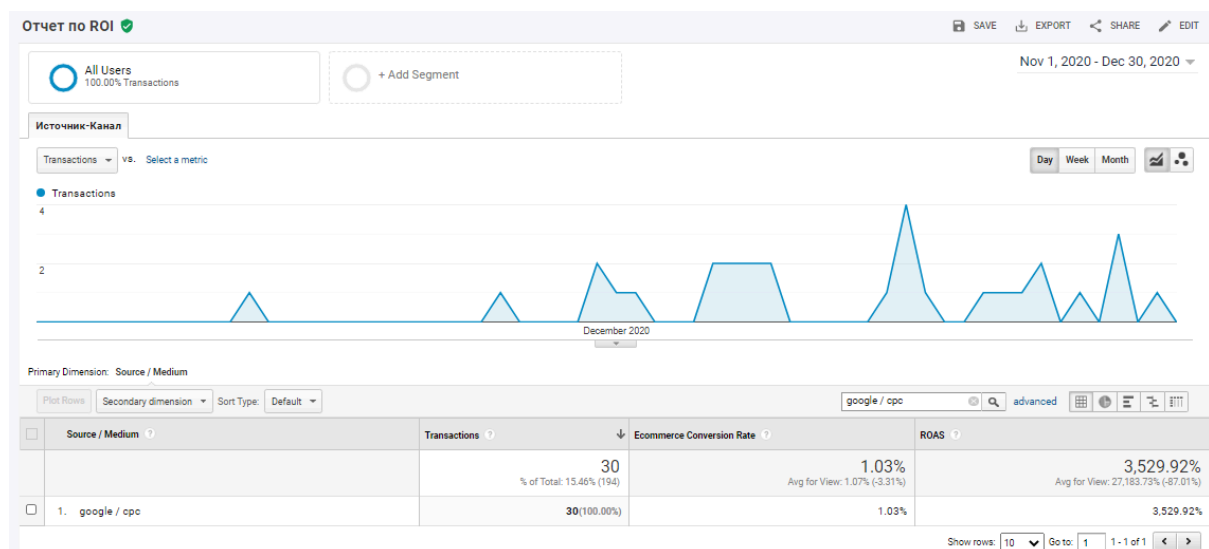 Отчет по ROI
SAVE EXPORT SHARE EDIT
All Users
100.00% Transactions
+ Add Segment
Nov 1, 2020 - Dec 30, 2020
Источник-Канал
Transactions VS. Select a metric
Day Week Month
Transactions
4
2
December 2020
Primary Dimension: Source / Medium
Plot Rows Secondary dimension Sort Type: Default google / cpc advanced
Source / Medium ? Transactions ? Ecommerce Conversion Rate ? ROAS ?
30 1.03% 3,529.92%
% of Total: 15.46% (194) Avg for View: 1.07% (-3.31%) Avg for View: 27,183.73% (-87.01%)
1. google / cpc 30(100.00%) 1.03% 3,529.92%
Show rows: 10 Go to: 1 1 - 1 of 1 < >